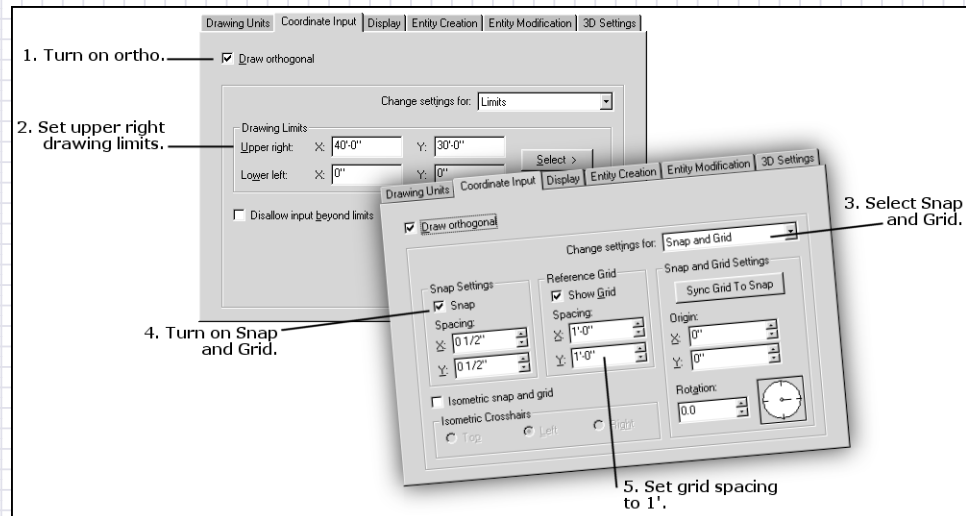 Drawing Units Coordinate Input Display Entity Creation Entity Modification 3D Settings
1. Turn on ortho.
Draw orthogonal
Change settings for: Limits
2. Set upper right
drawing limits.
Drawing Limits
Upper right: X: 40'-0" Y: 30'-0"
Lower left: X: 0" Y: 0"
Select >
Disallow input beyond limits
Drawing Units Coordinate Input Display Entity Creation Entity Modification 3D Settings
3. Select Snap
and Grid.
Draw orthogonal
Change settings for: Snap and Grid
Snap Settings
Snap
Spacing:
X: 0 1/2"
Y: 0 1/2"
Reference Grid
Show Grid
Spacing:
X: 1'-0"
Y: 1'-0"
Snap and Grid Settings
Sync Grid To Snap
Origin:
X: 0"
Y: 0"
Rotation:
0.0
4. Turn on Snap
and Grid.
Isometric snap and grid
Isometric Crosshairs
Top Left Right
5. Set grid spacing
to 1'.